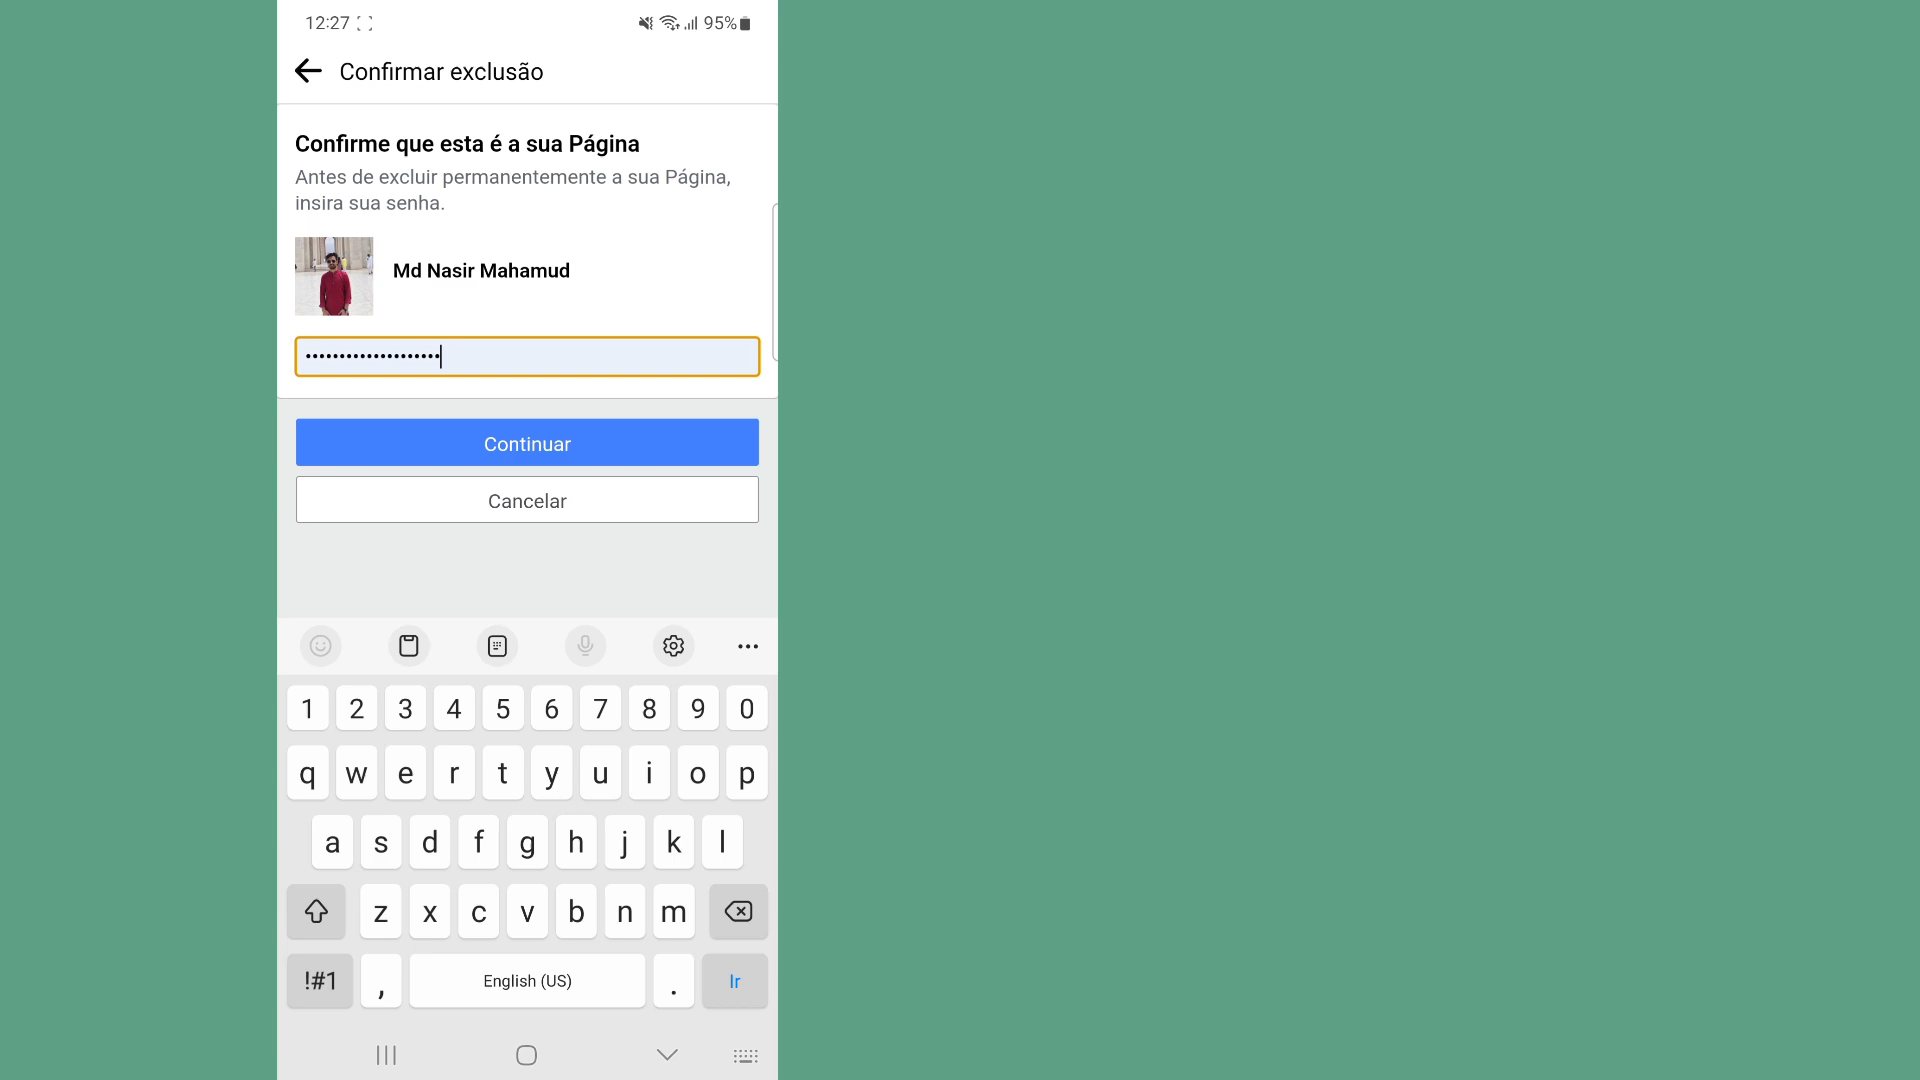 12:27
95%
Confirmar exclusão
Confirme que esta é a sua Página
Antes de excluir permanentemente a sua Página,
insira sua senha.
Md Nasir Mahamud
••••••••••••••••••••
Continuar
Cancelar
1 2 3 4 5 6 7 8 9 0
q w e r t y u i o p
a s d f g h j k l
z x c v b n m
!#1 , English (US) . Ir